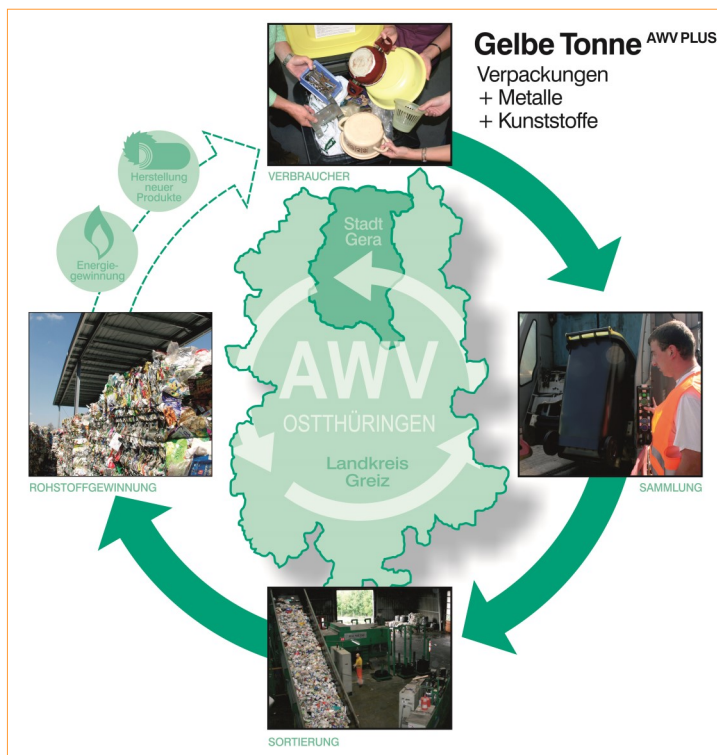 Gelbe Tonne AWV PLUS
Verpackungen
+ Metalle
+ Kunststoffe
VERBRAUCHER
Herstellung
neuer
Produkte
Energie-
gewinnung
Stadt
Gera
AWV
OSTTHÜRINGEN
Landkreis
Greiz
ROHSTOFFGEWINNUNG
SAMMLUNG
SORTIERUNG